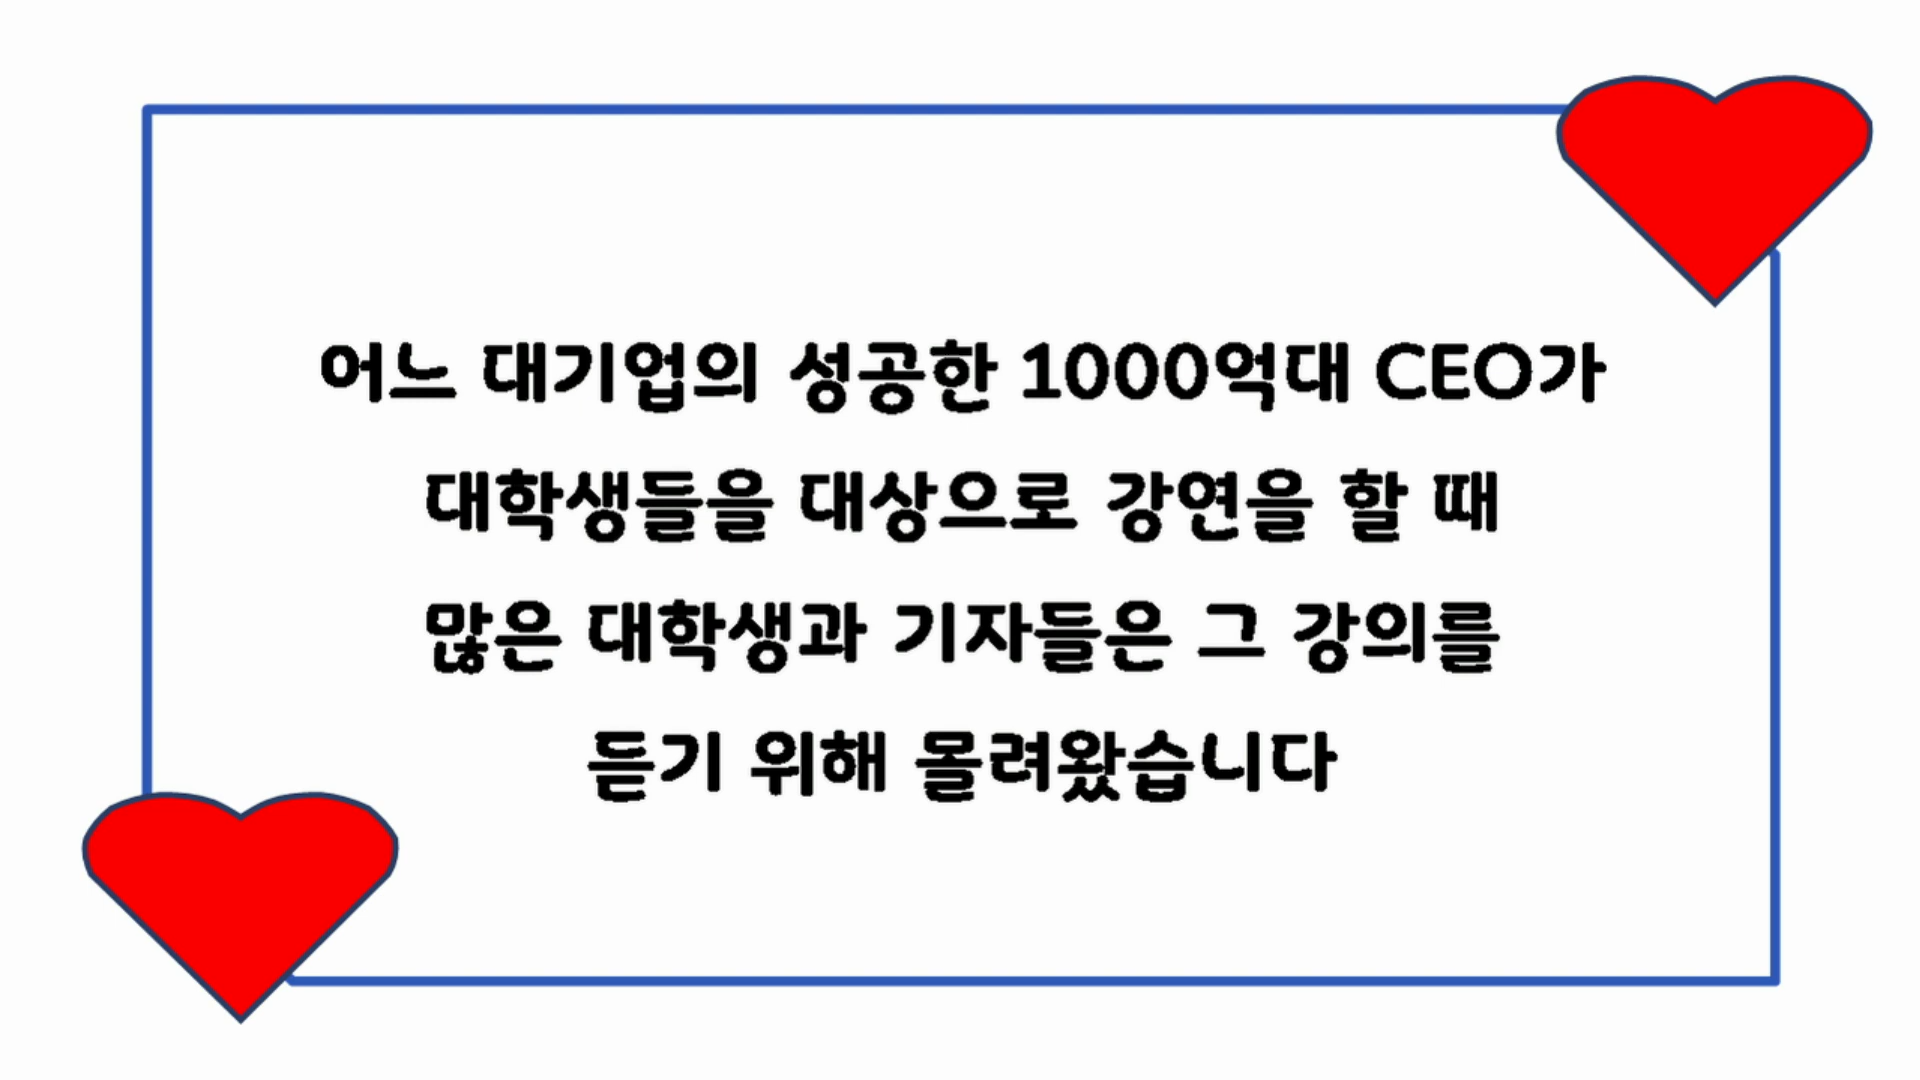 어느 대기업의 성공한 1000억대 CEO가
대학생들을 대상으로 강연을 할 때
많은 대학생과 기자들은 그 강의를
듣기 위해 몰려왔습니다